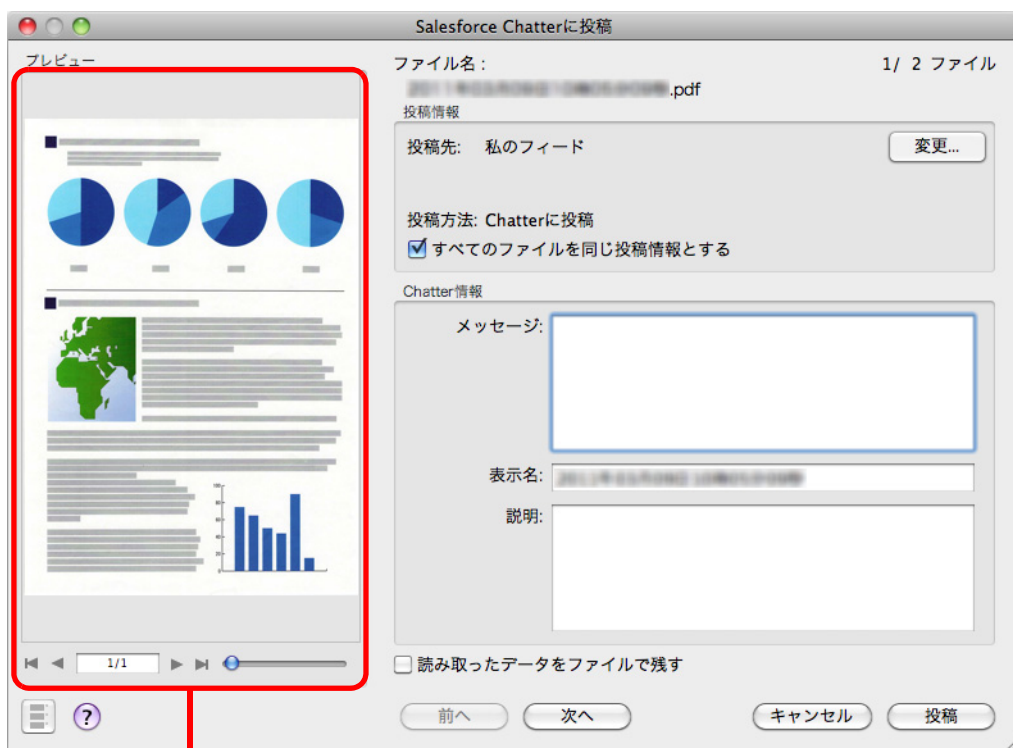 Salesforce Chatterに投稿
プレビュー
1/1
ファイル名 :
1/ 2 ファイル
.pdf
投稿情報
投稿先: 私のフィード
変更...
投稿方法: Chatterに投稿
すべてのファイルを同じ投稿情報とする
Chatter情報
メッセージ:
表示名:
説明:
読み取ったデータをファイルで残す
?
前へ
次へ
キャンセル
投稿